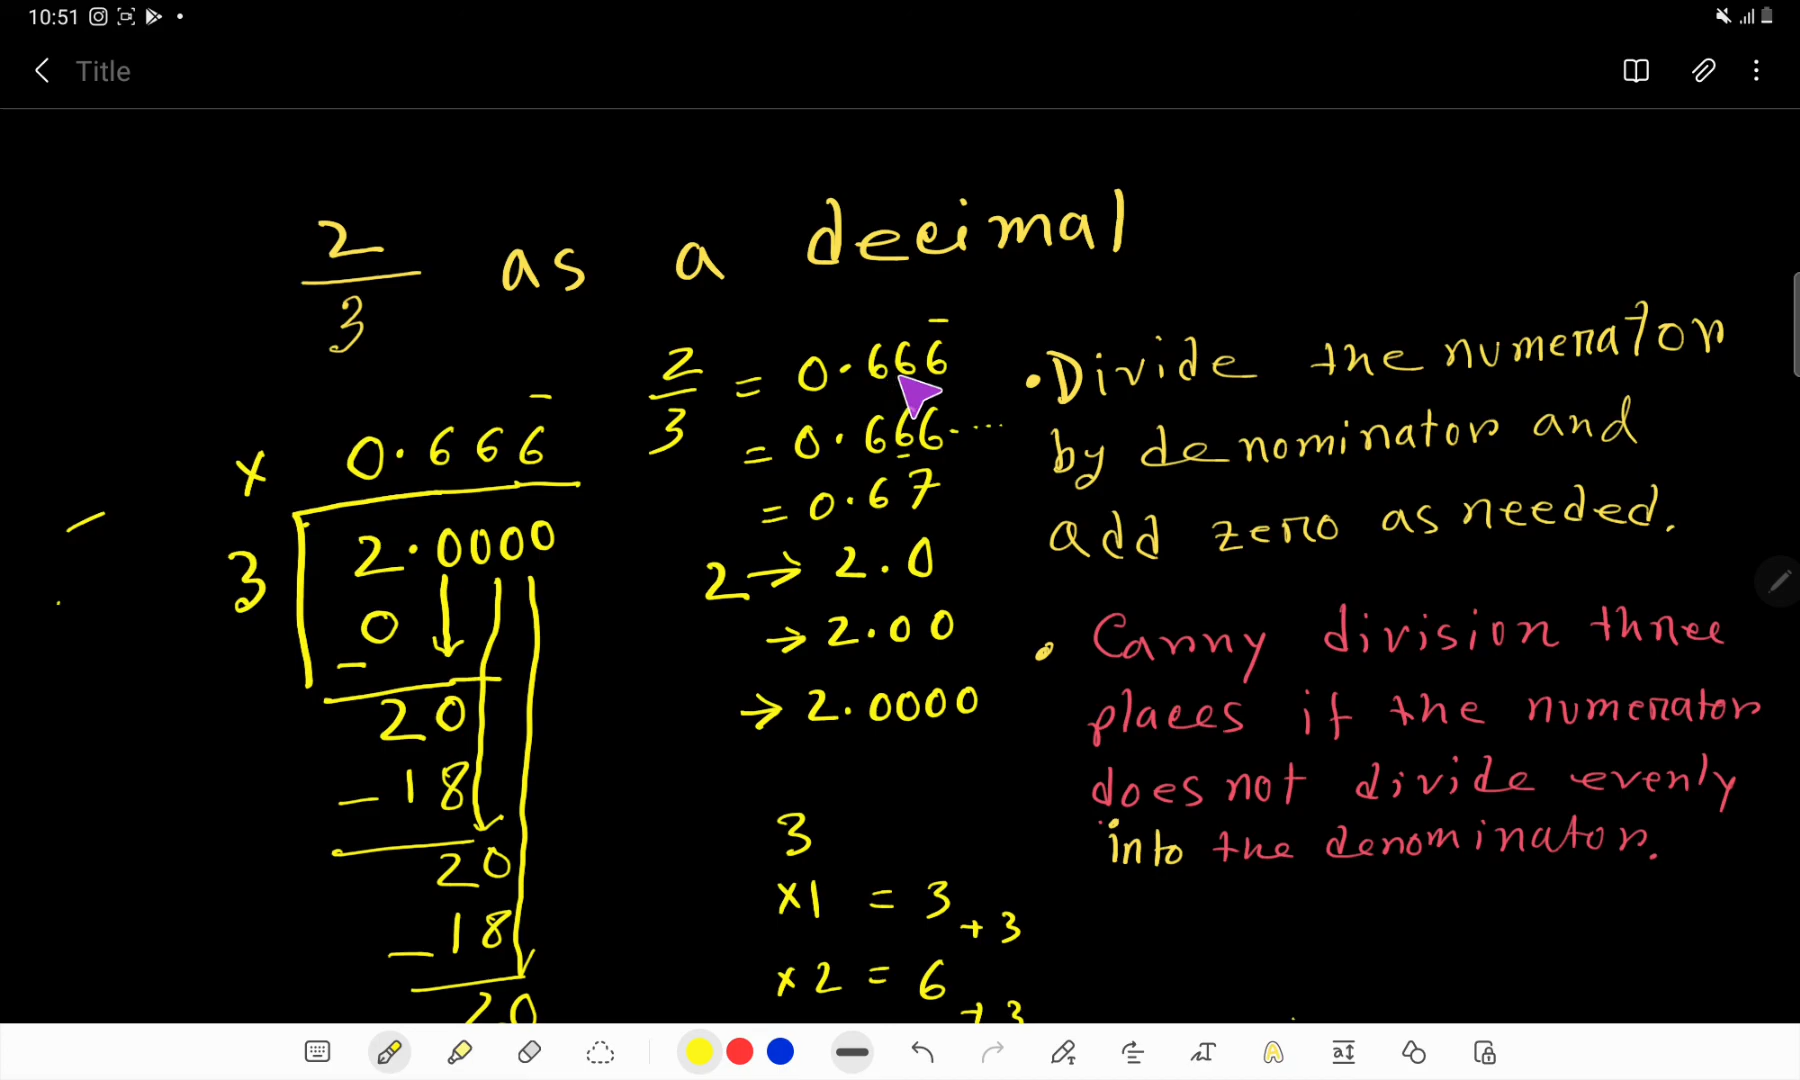 10:51
Title
2/3 as a decimal
2/3 = 0.666̅
= 0.666- ...
= 0.67
2 → 2.0
→ 2.00
→ 2.0000
x 0.666̅
3 2.0000
0
–
20
– 18
20
– 18
20
3
x1 = 3
+ 3
x2 = 6
+ 3
• Divide the numerator
by denominator and
add zero as needed.
• Carry division three
places if the numerator
does not divide evenly
into the denominator.